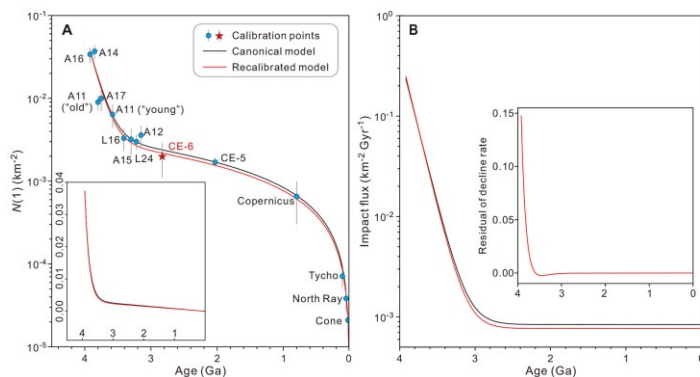 A
Calibration points
Canonical model
Recalibrated model
A16
A14
A11
("old")
A17
A11 ("young")
L16
A12
A15
L24
CE-6
CE-5
Copernicus
Tycho
North Ray
Cone
N(1) (km-2)
100
10-1
10-2
10-3
10-4
10-5
0.04
0.03
0.02
0.01
0.00
4 3 2 1
4 3 2 1 0
Age (Ga)
B
Impact flux (km-2 Gyr-1)
100
10-1
10-2
10-3
Residual of decline rate
0.15
0.10
0.05
0.00
4 3 2 1 0
4 3 2 1 0
Age (Ga)